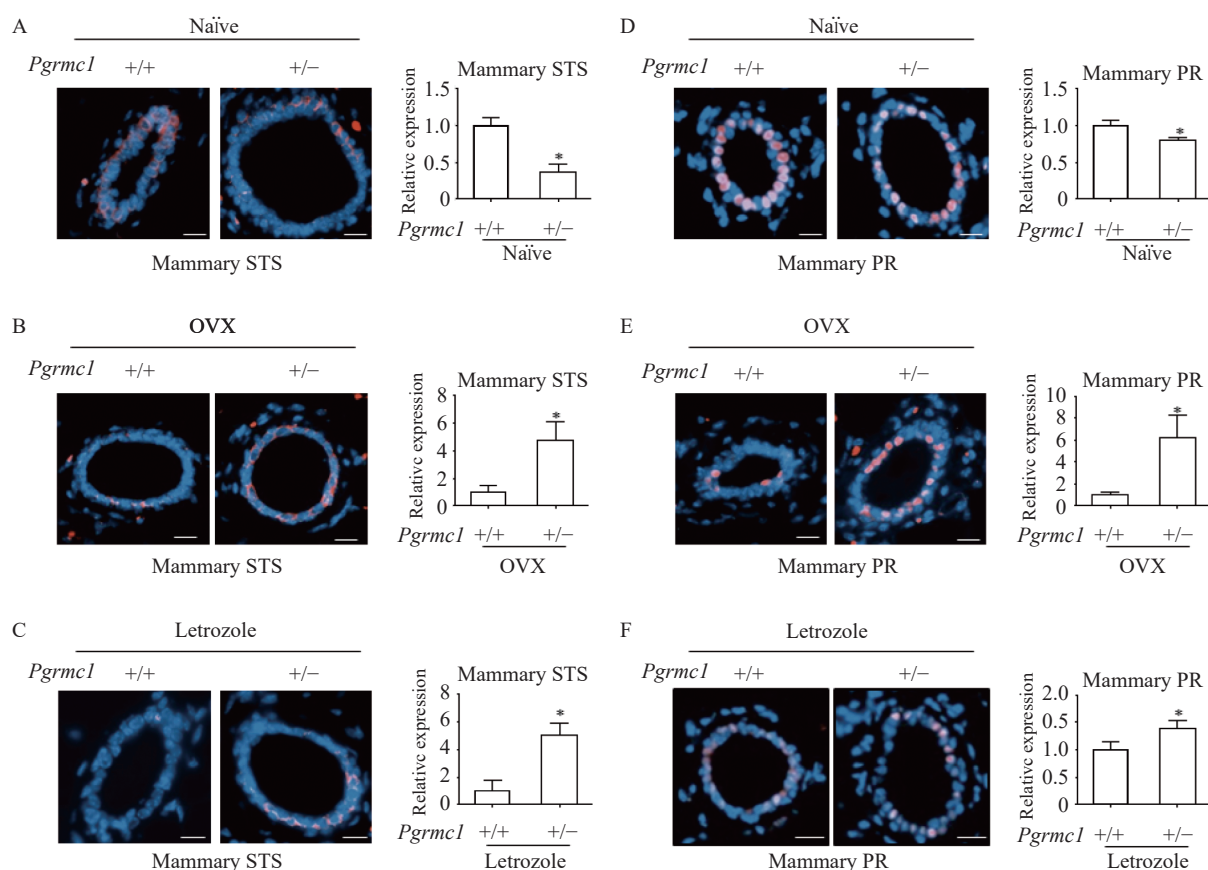 A
Naïve
Pgrmc1 +/+ +/−
Mammary STS
Mammary STS
Relative expression
1.5
1.0
0.5
0
*
Pgrmc1 +/+ +/−
Naïve
D
Naïve
Pgrmc1 +/+ +/−
Mammary PR
Mammary PR
Relative expression
1.5
1.0
0.5
0
*
Pgrmc1 +/+ +/−
Naïve
B
OVX
Pgrmc1 +/+ +/−
Mammary STS
Mammary STS
Relativc expression
8
6
4
2
0
*
Pgrmc1 +/+ +/−
OVX
E
OVX
Pgrmc1 +/+ +/−
Mammary PR
Mammary PR
Relative expression
10
8
6
4
2
0
*
Pgrmc1 +/+ +/−
OVX
C
Letrozole
Pgrmc1 +/+ +/−
Mammary STS
Mammary STS
Relativc expression
8
6
4
2
0
*
Pgrmc1 +/+ +/−
Letrozole
F
Letrozole
Pgrmc1 +/+ +/−
Mammary PR
Mammary PR
Relative expression
2.0
0.5
1.0
0.5
0
*
Pgrmc1 +/+ +/−
Letrozole